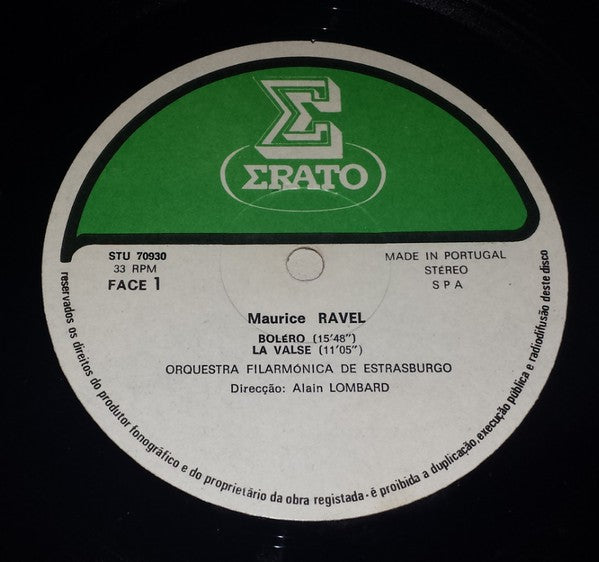 ΣRATO
STU 70930
33 RPM
FACE 1
MADE IN PORTUGAL
STÉREO
S P A
Maurice RAVEL
BOLÉRO (15'48")
LA VALSE (11'05")
ORQUESTRA FILARMÓNICA DE ESTRASBURGO
Direcção: Alain LOMBARD
reservados os direitos do produtor fonográfico e do proprietário da obra registada - é proibida a duplicação, execução pública e radiodifusão deste disco